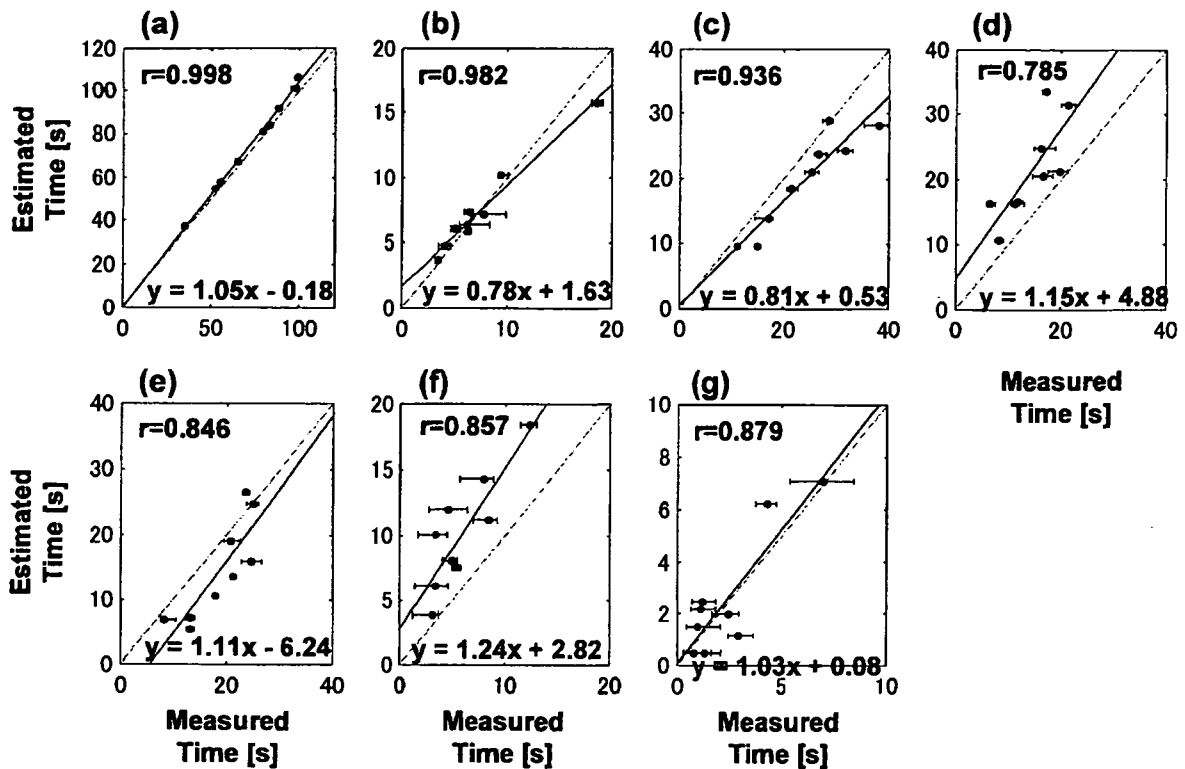 (a)
(b)
(c)
(d)
120
100
80
60
40
20
0
Estimated
Time [s]
r=0.998
y = 1.05x - 0.18
0
50
100
20
15
10
5
0
r=0.982
y = 0.78x + 1.63
0
10
20
40
30
20
10
0
r=0.936
y = 0.81x + 0.53
0
20
40
40
30
20
10
0
r=0.785
y = 1.15x + 4.88
0
20
40
Measured
Time [s]
(e)
(f)
(g)
40
30
20
10
0
Estimated
Time [s]
r=0.846
y = 1.11x - 6.24
0
20
40
Measured
Time [s]
20
15
10
5
0
r=0.857
y = 1.24x + 2.82
0
10
20
Measured
Time [s]
10
8
6
4
2
0
r=0.879
y = 1.03x + 0.08
0
5
10
Measured
Time [s]